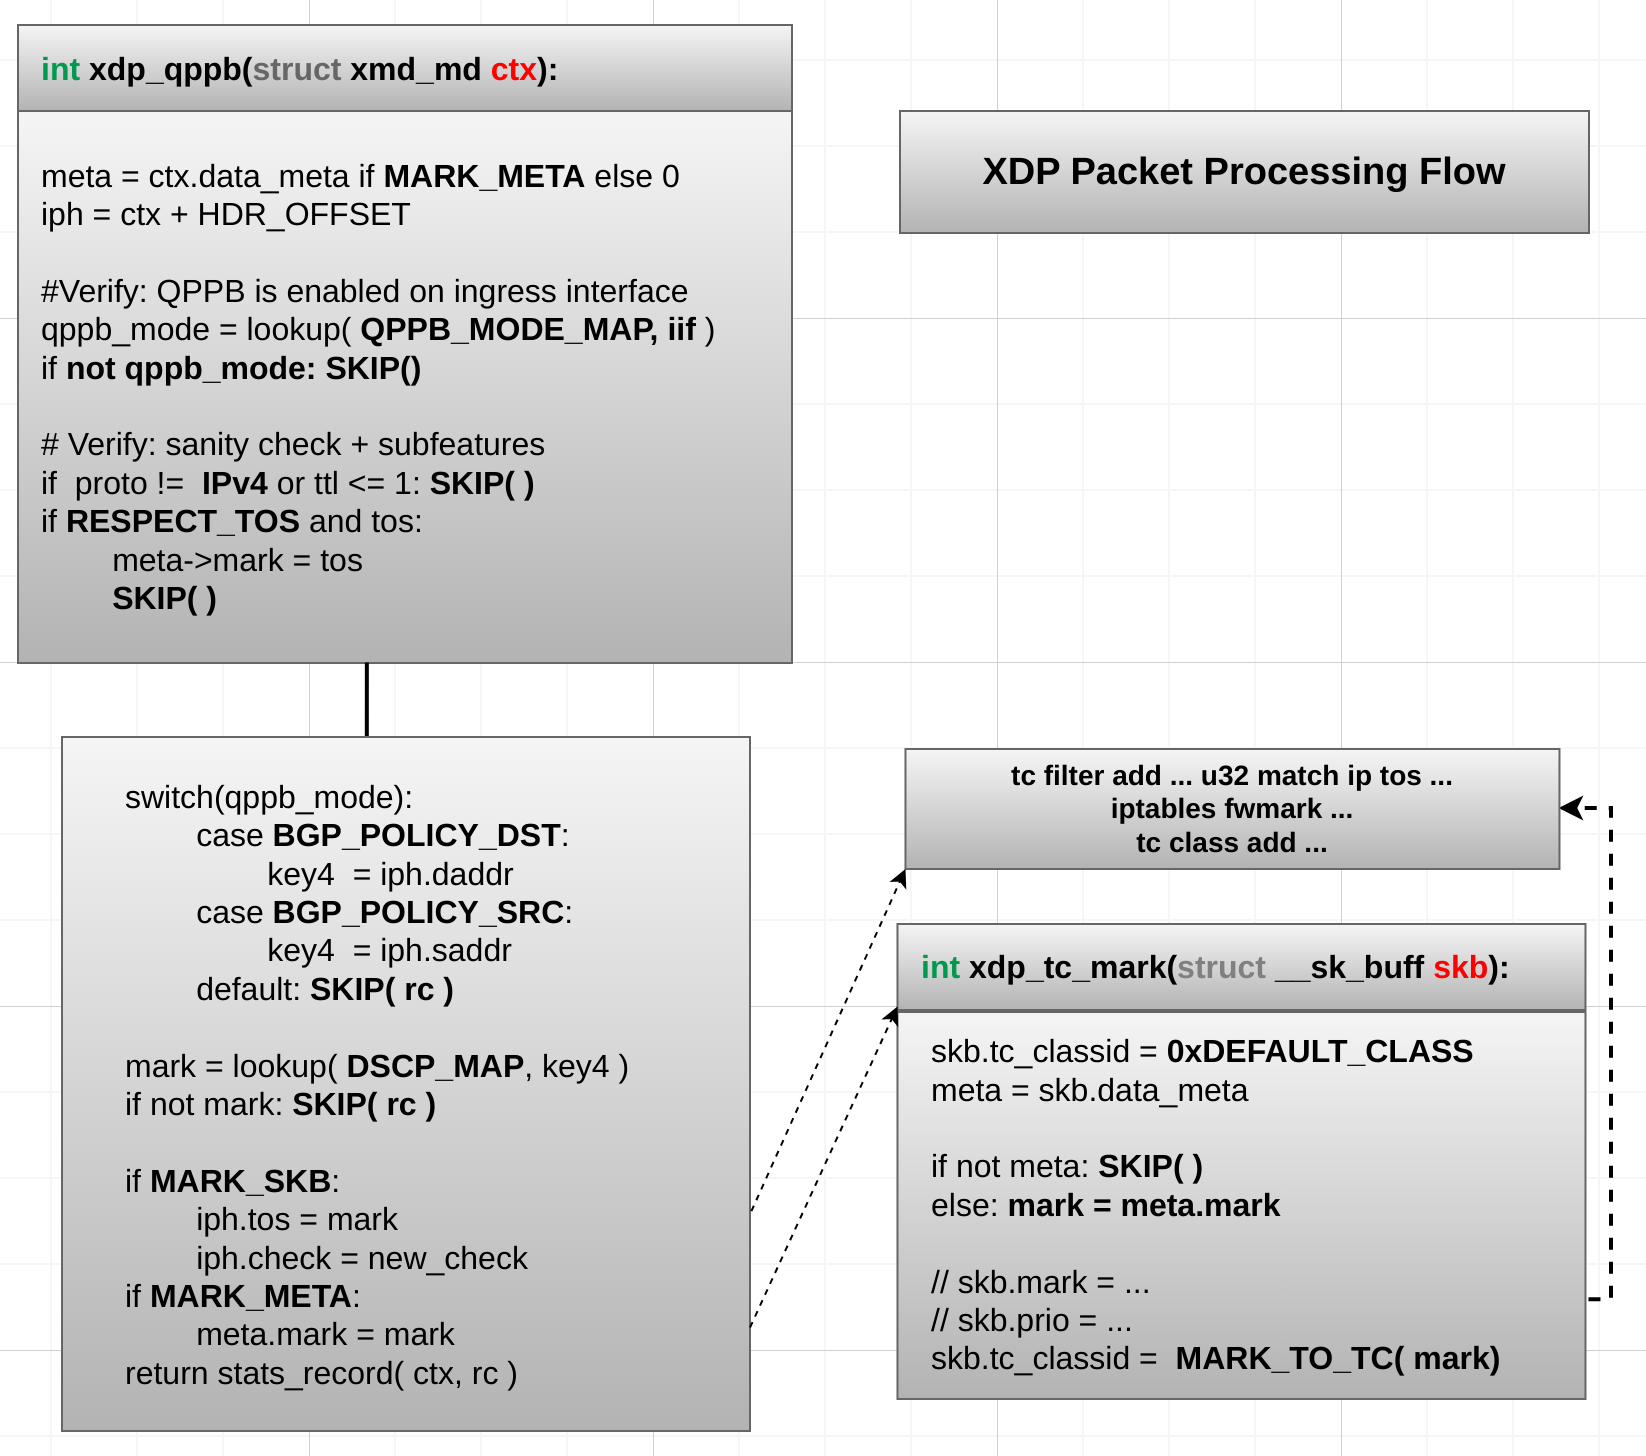 int xdp_qppb(struct xmd_md ctx):
meta = ctx.data_meta if MARK_META else 0
iph = ctx + HDR_OFFSET
#Verify: QPPB is enabled on ingress interface
qppb_mode = lookup( QPPB_MODE_MAP, iif )
if not qppb_mode: SKIP()
# Verify: sanity check + subfeatures
if  proto !=  IPv4 or ttl <= 1: SKIP( )
if RESPECT_TOS and tos:
meta->mark = tos
SKIP( )
XDP Packet Processing Flow
switch(qppb_mode):
case BGP_POLICY_DST:
key4  = iph.daddr
case BGP_POLICY_SRC:
key4  = iph.saddr
default: SKIP( rc )
mark = lookup( DSCP_MAP, key4 )
if not mark: SKIP( rc )
if MARK_SKB:
iph.tos = mark
iph.check = new_check
if MARK_META:
meta.mark = mark
return stats_record( ctx, rc )
tc filter add ... u32 match ip tos ...
iptables fwmark ...
tc class add ...
int xdp_tc_mark(struct __sk_buff skb):
skb.tc_classid = 0xDEFAULT_CLASS
meta = skb.data_meta
if not meta: SKIP( )
else: mark = meta.mark
// skb.mark = ...
// skb.prio = ...
skb.tc_classid =  MARK_TO_TC( mark)